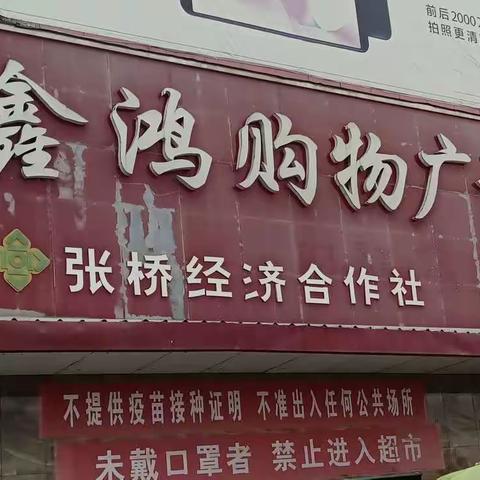 前后2000万
拍照更清
鑫鸿购物广
张桥经济合作社
不提供疫苗接种证明 不准出入任何公共场所
未戴口罩者 禁止进入超市